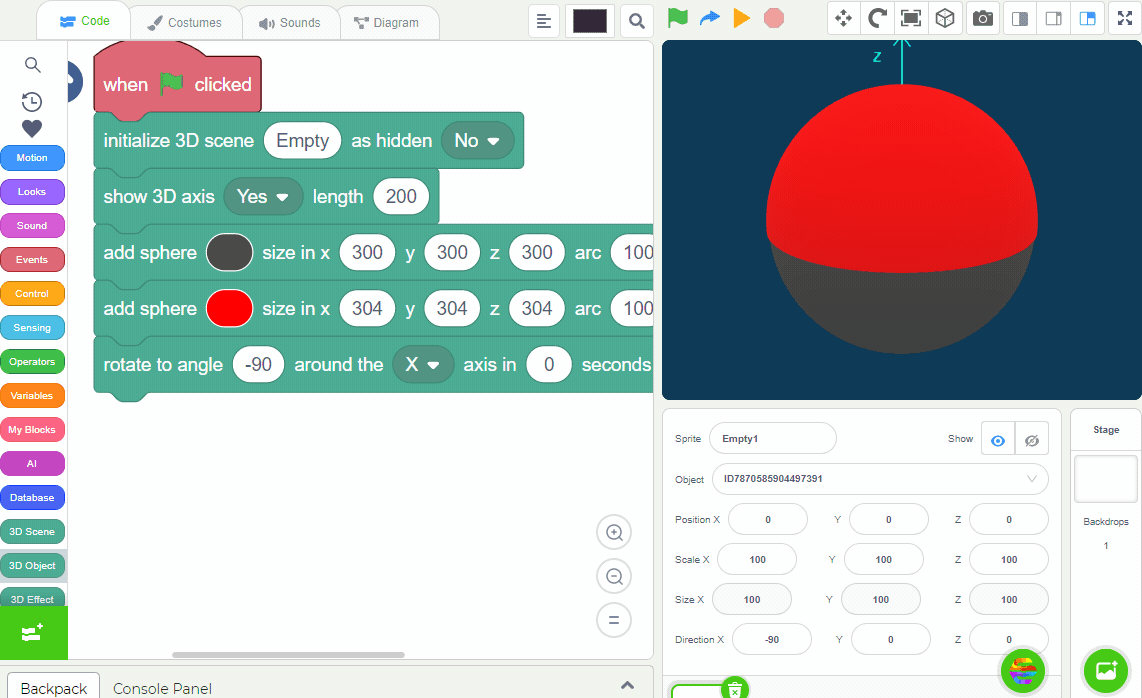 Code
Costumes
Sounds
Diagram
Motion
Looks
Sound
Events
Control
Sensing
Operators
Variables
My Blocks
AI
Database
3D Scene
3D Object
3D Effect
when clicked
initialize 3D scene Empty as hidden No
show 3D axis Yes length 200
add sphere size in x 300 y 300 z 300 arc 100
add sphere size in x 304 y 304 z 304 arc 100
rotate to angle -90 around the X axis in 0 seconds
Backpack
Console Panel
Z
Sprite Empty1 Show
Object ID7870585904497391
Position X 0 Y 0 Z 0
Scale X 100 Y 100 Z 100
Size X 100 Y 100 Z 100
Direction X -90 Y 0 Z 0
Stage
Backdrops
1